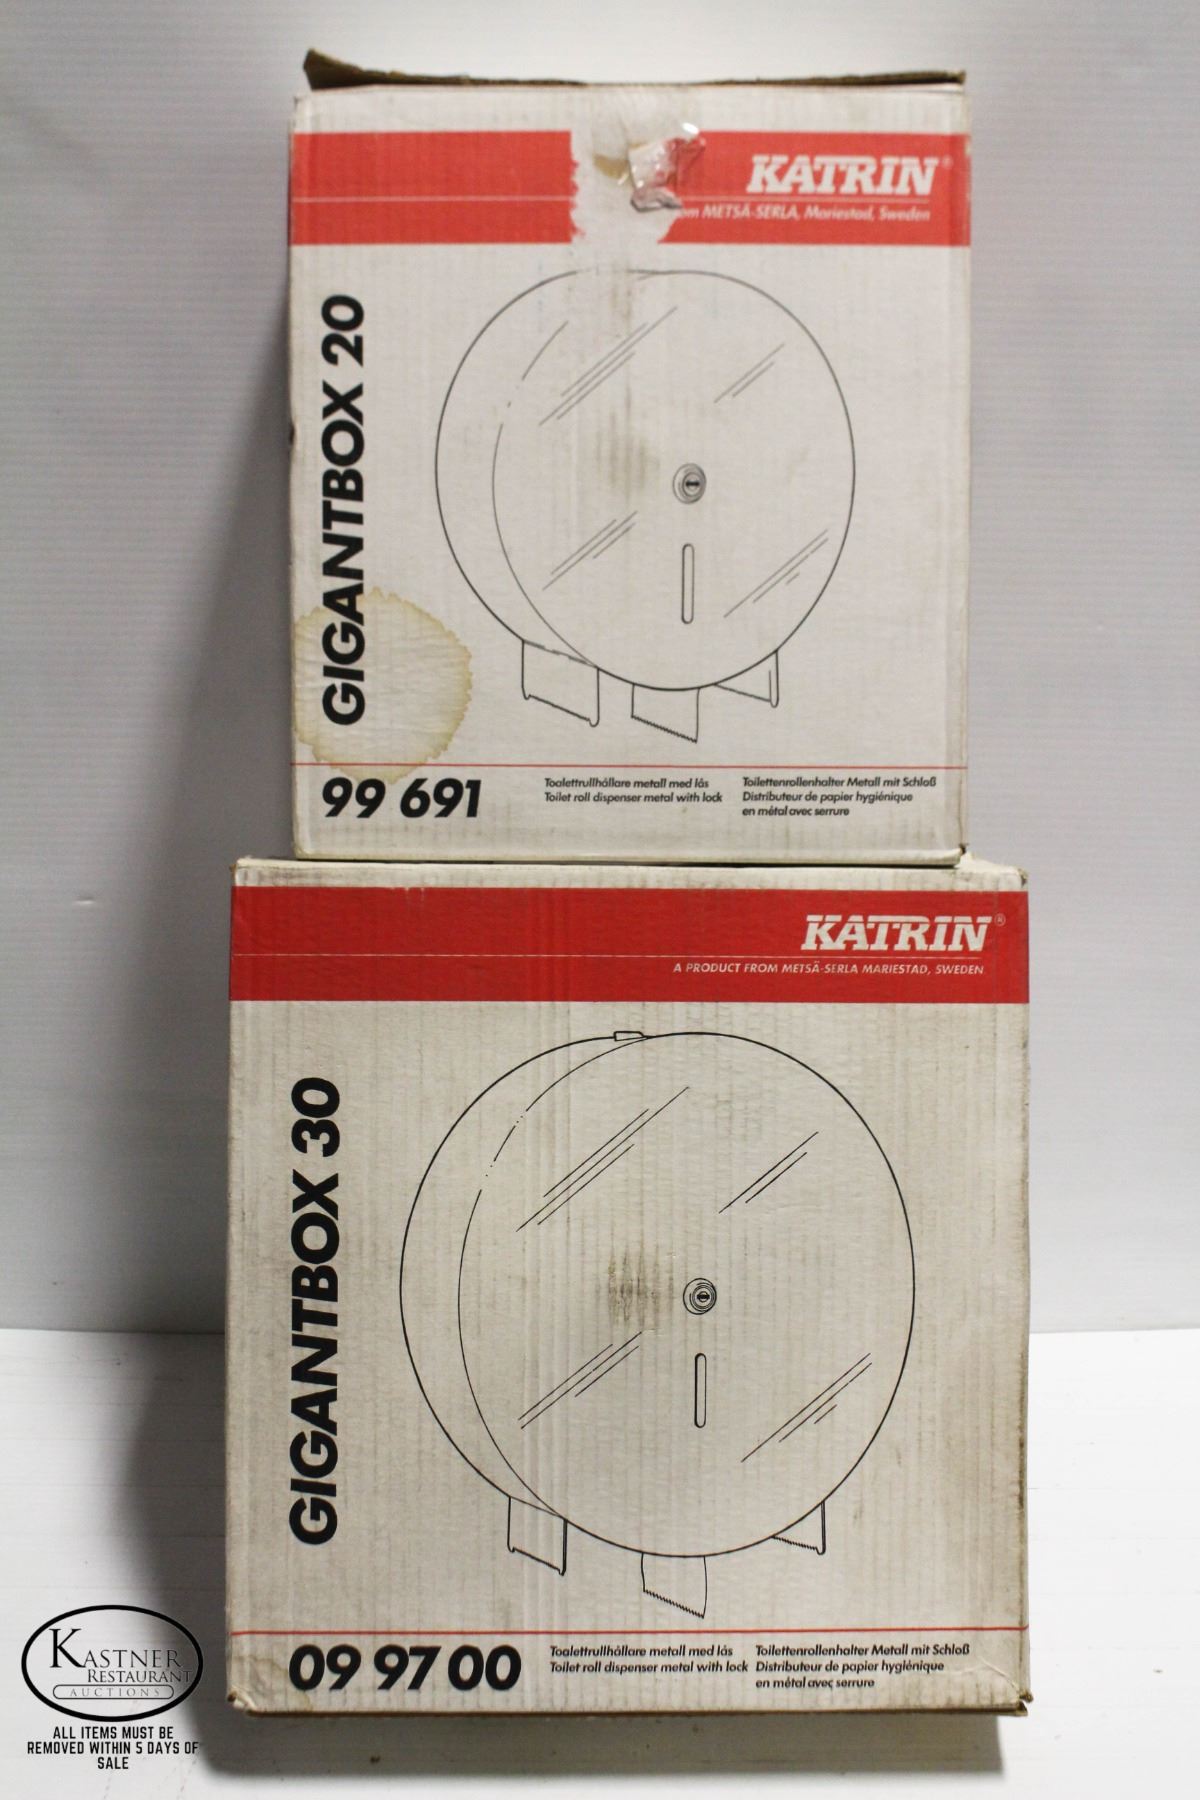 KATRIN®
om METSÄ-SERLA, Mariestad, Sweden
GIGANTBOX 20
99 691
Toalettrullhållare metall med lås
Toilet roll dispenser metal with lock
Toilettenrollenhalter Metall mit Schloß
Distributeur de papier hygiénique
en métal avec serrure
KATRIN®
A PRODUCT FROM METSÄ-SERLA MARIESTAD, SWEDEN
GIGANTBOX 30
09 97 00
Toalettrullhållare metall med lås
Toilet roll dispenser metal with lock
Toilettenrollenhalter Metall mit Schloß
Distributeur de papier hygiénique
en métal avec serrure
KASTNER
RESTAURANT
AUCTIONS
ALL ITEMS MUST BE
REMOVED WITHIN 5 DAYS OF
SALE